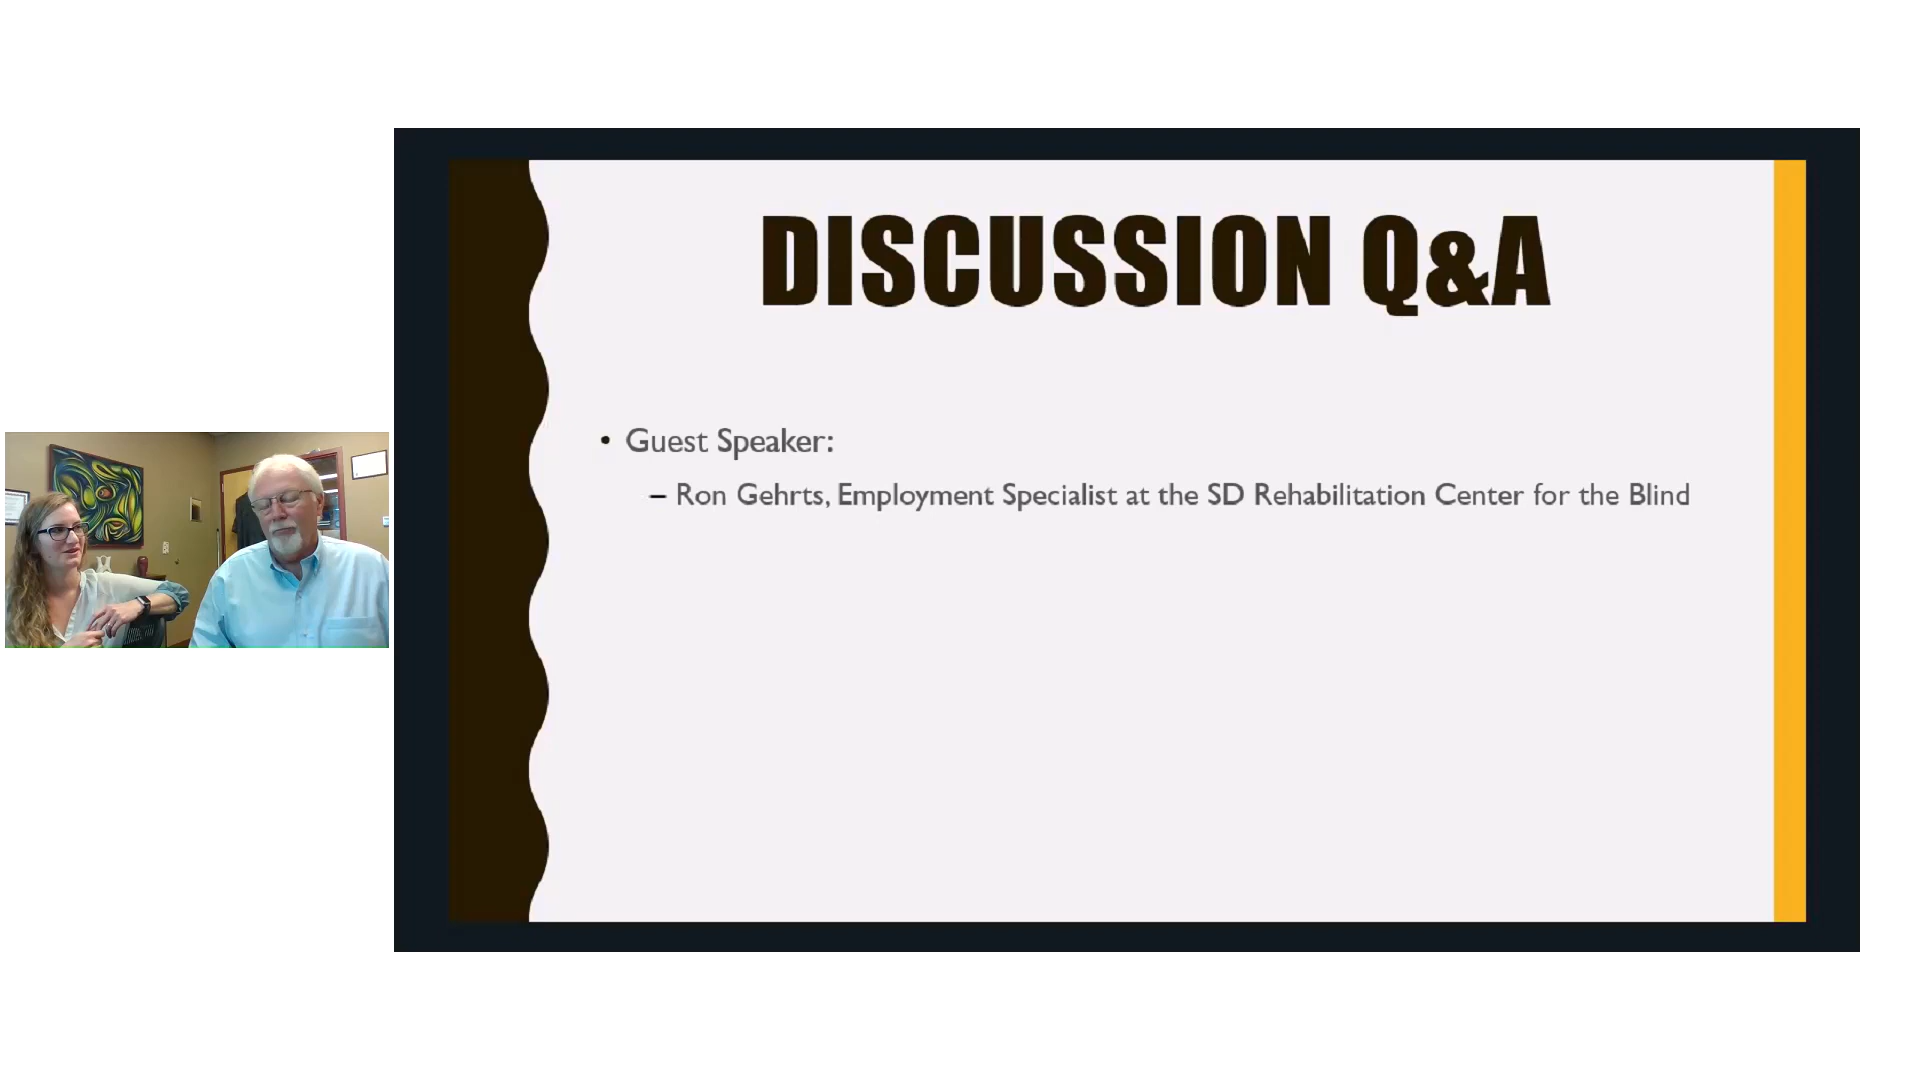 DISCUSSION Q&A
• Guest Speaker:
– Ron Gehrts, Employment Specialist at the SD Rehabilitation Center for the Blind